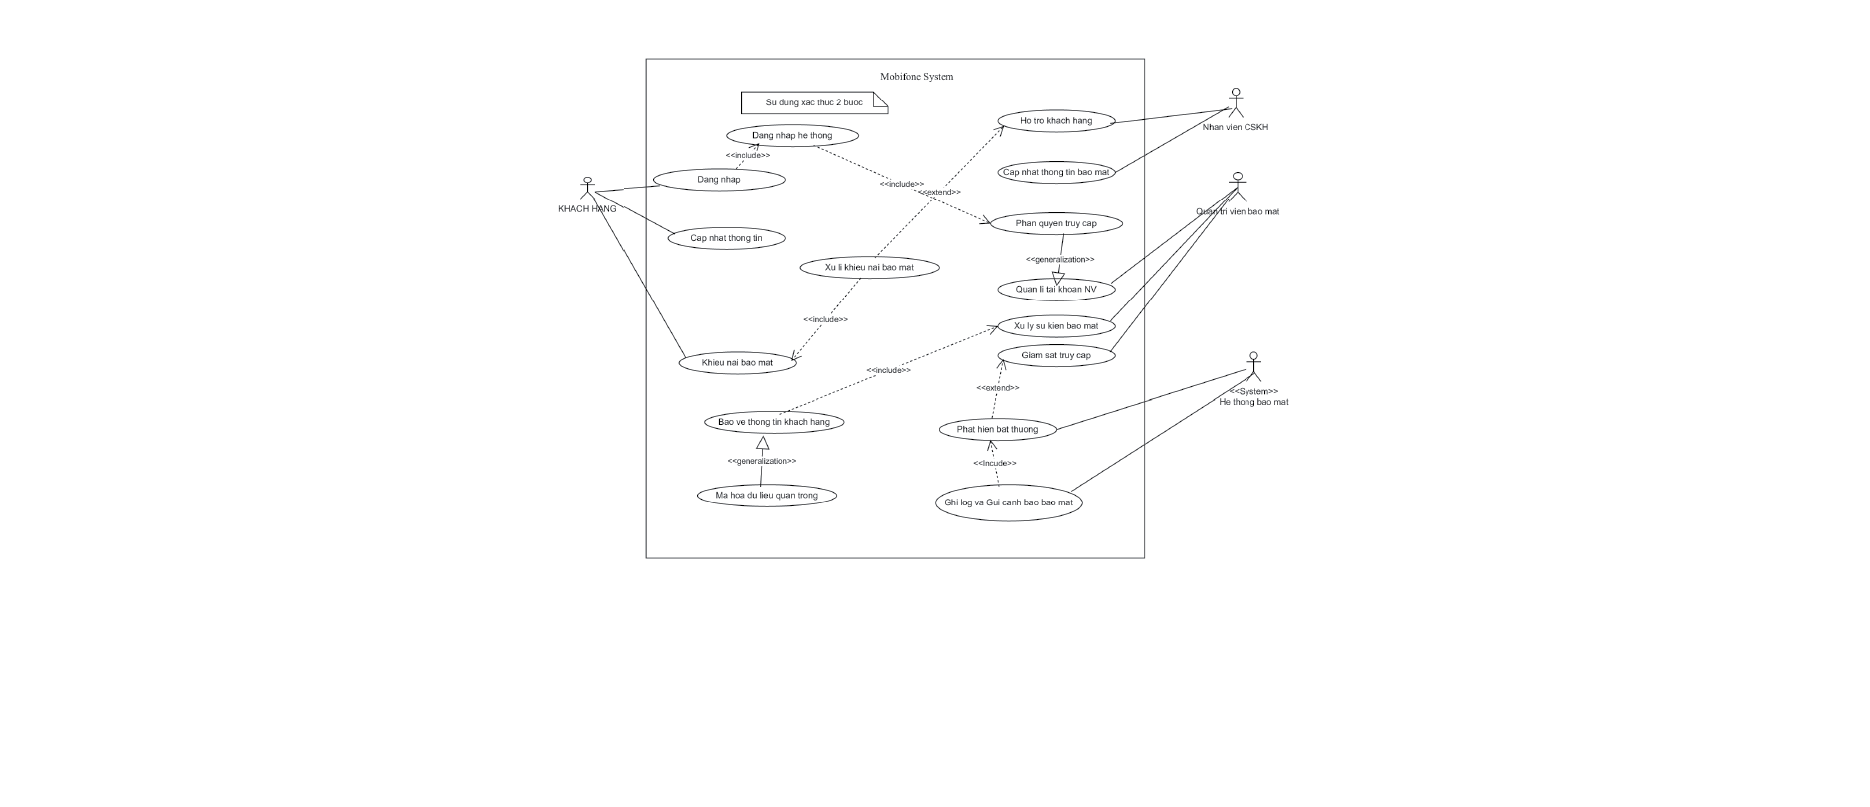 Mobifone System
Su dung xac thuc 2 buoc
Dang nhap he thong
<<include>>
Dang nhap
KHACH HANG
Cap nhat thong tin
Ho tro khach hang
Nhan vien CSKH
Cap nhat thong tin bao mat
<<include>>
<<extend>>
Quan tri vien bao mat
Phan quyen truy cap
<<generalization>>
Xu li khieu nai bao mat
Quan li tai khoan NV
<<include>>
Xu ly su kien bao mat
Giam sat truy cap
Khieu nai bao mat
<<include>>
<<extend>>
<<System>>
He thong bao mat
Bao ve thong tin khach hang
Phat hien bat thuong
<<generalization>>
<<Incude>>
Ma hoa du lieu quan trong
Ghi log va Gui canh bao bao mat